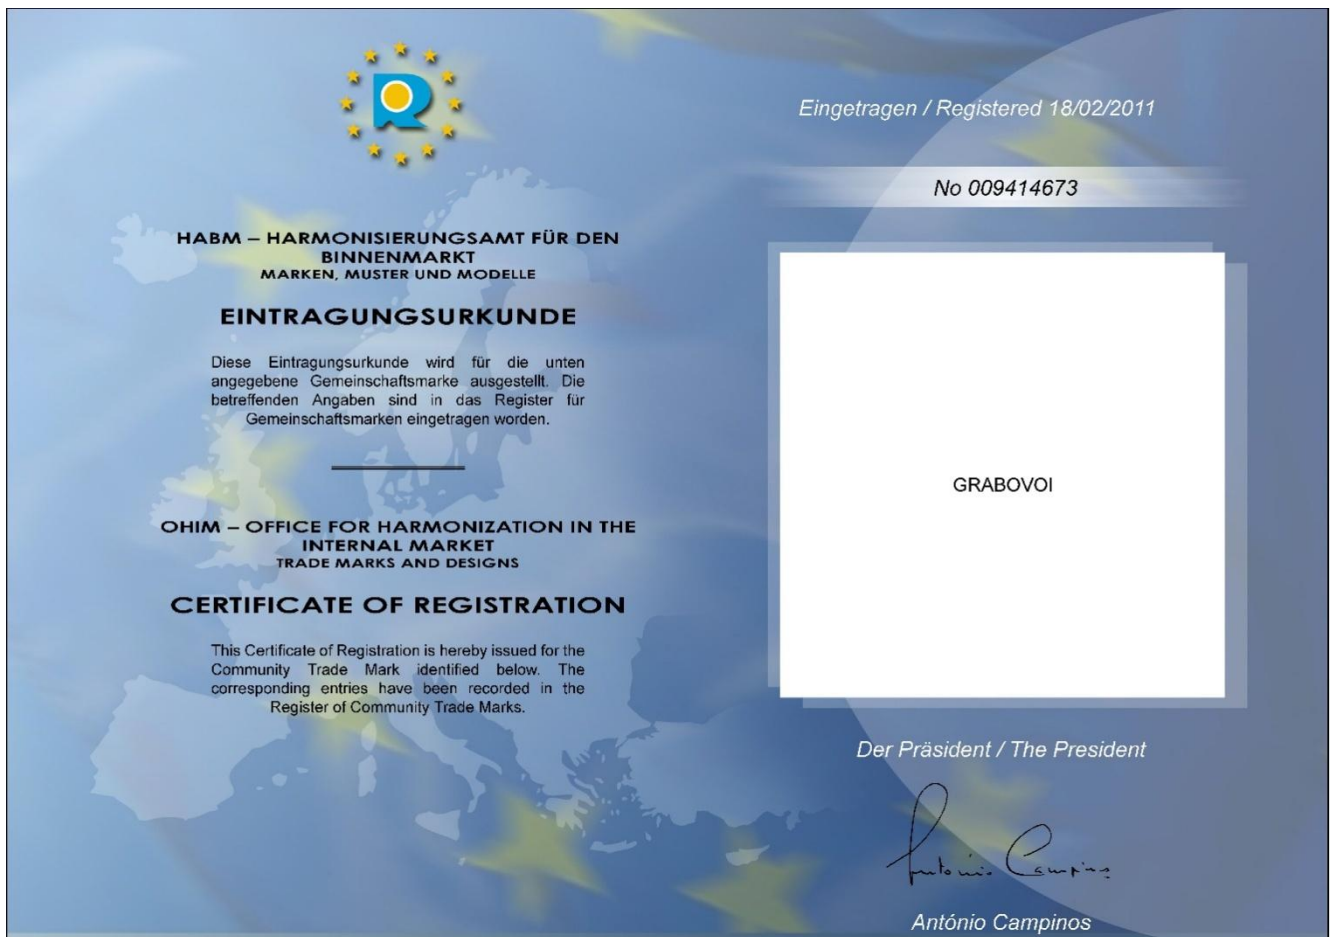 HABM – HARMONISIERUNGSAMT FÜR DEN
BINNENMARKT
MARKEN, MUSTER UND MODELLE
EINTRAGUNGSURKUNDE
Diese Eintragungsurkunde wird für die unten
angegebene Gemeinschaftsmarke ausgestellt. Die
betreffenden Angaben sind in das Register für
Gemeinschaftsmarken eingetragen worden.
OHIM – OFFICE FOR HARMONIZATION IN THE
INTERNAL MARKET
TRADE MARKS AND DESIGNS
CERTIFICATE OF REGISTRATION
This Certificate of Registration is hereby issued for the
Community Trade Mark identified below. The
corresponding entries have been recorded in the
Register of Community Trade Marks.
Eingetragen / Registered 18/02/2011
No 009414673
GRABOVOI
Der Präsident / The President
António Campinos
António Campinos